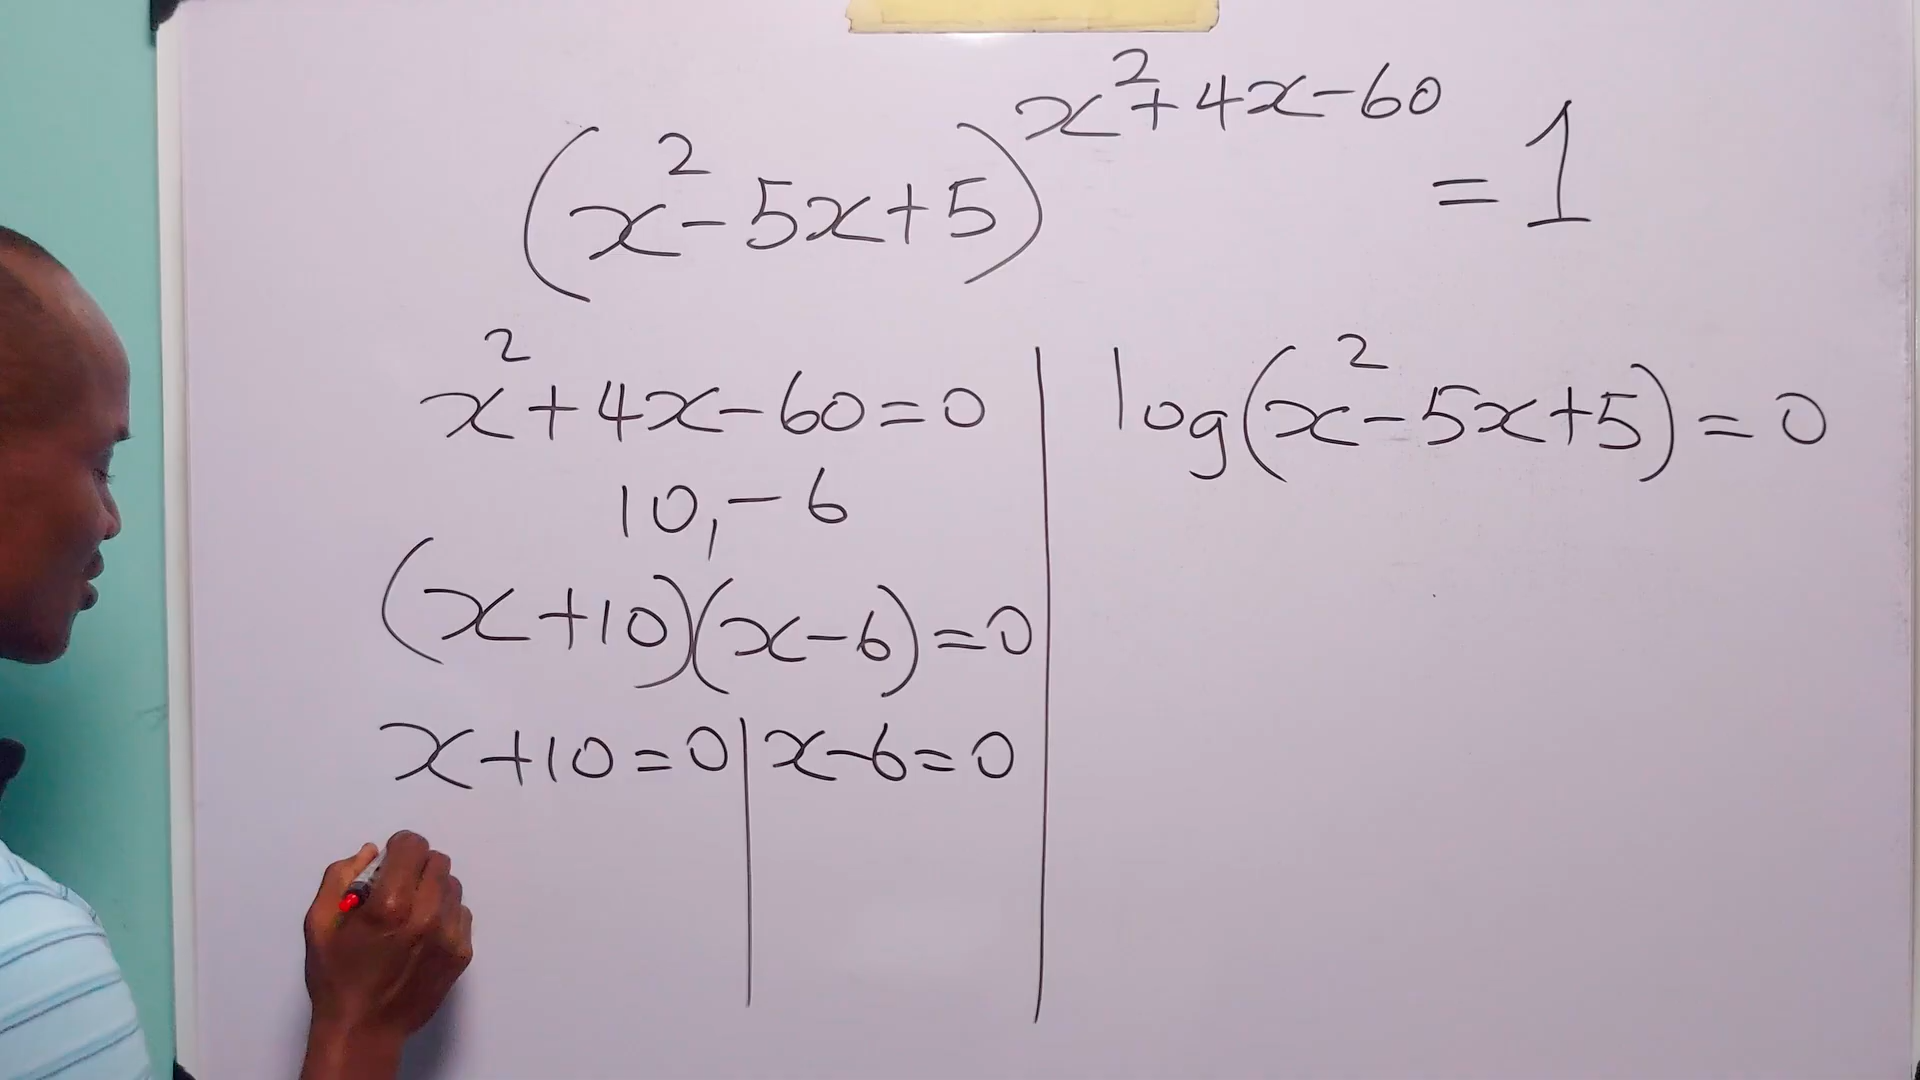 (x²-5x+5)^x²+4x-60 = 1
x²+4x-60=0
10,-6
(x+10)(x-6)=0
x+10=0 | x-6=0
log(x²-5x+5)=0